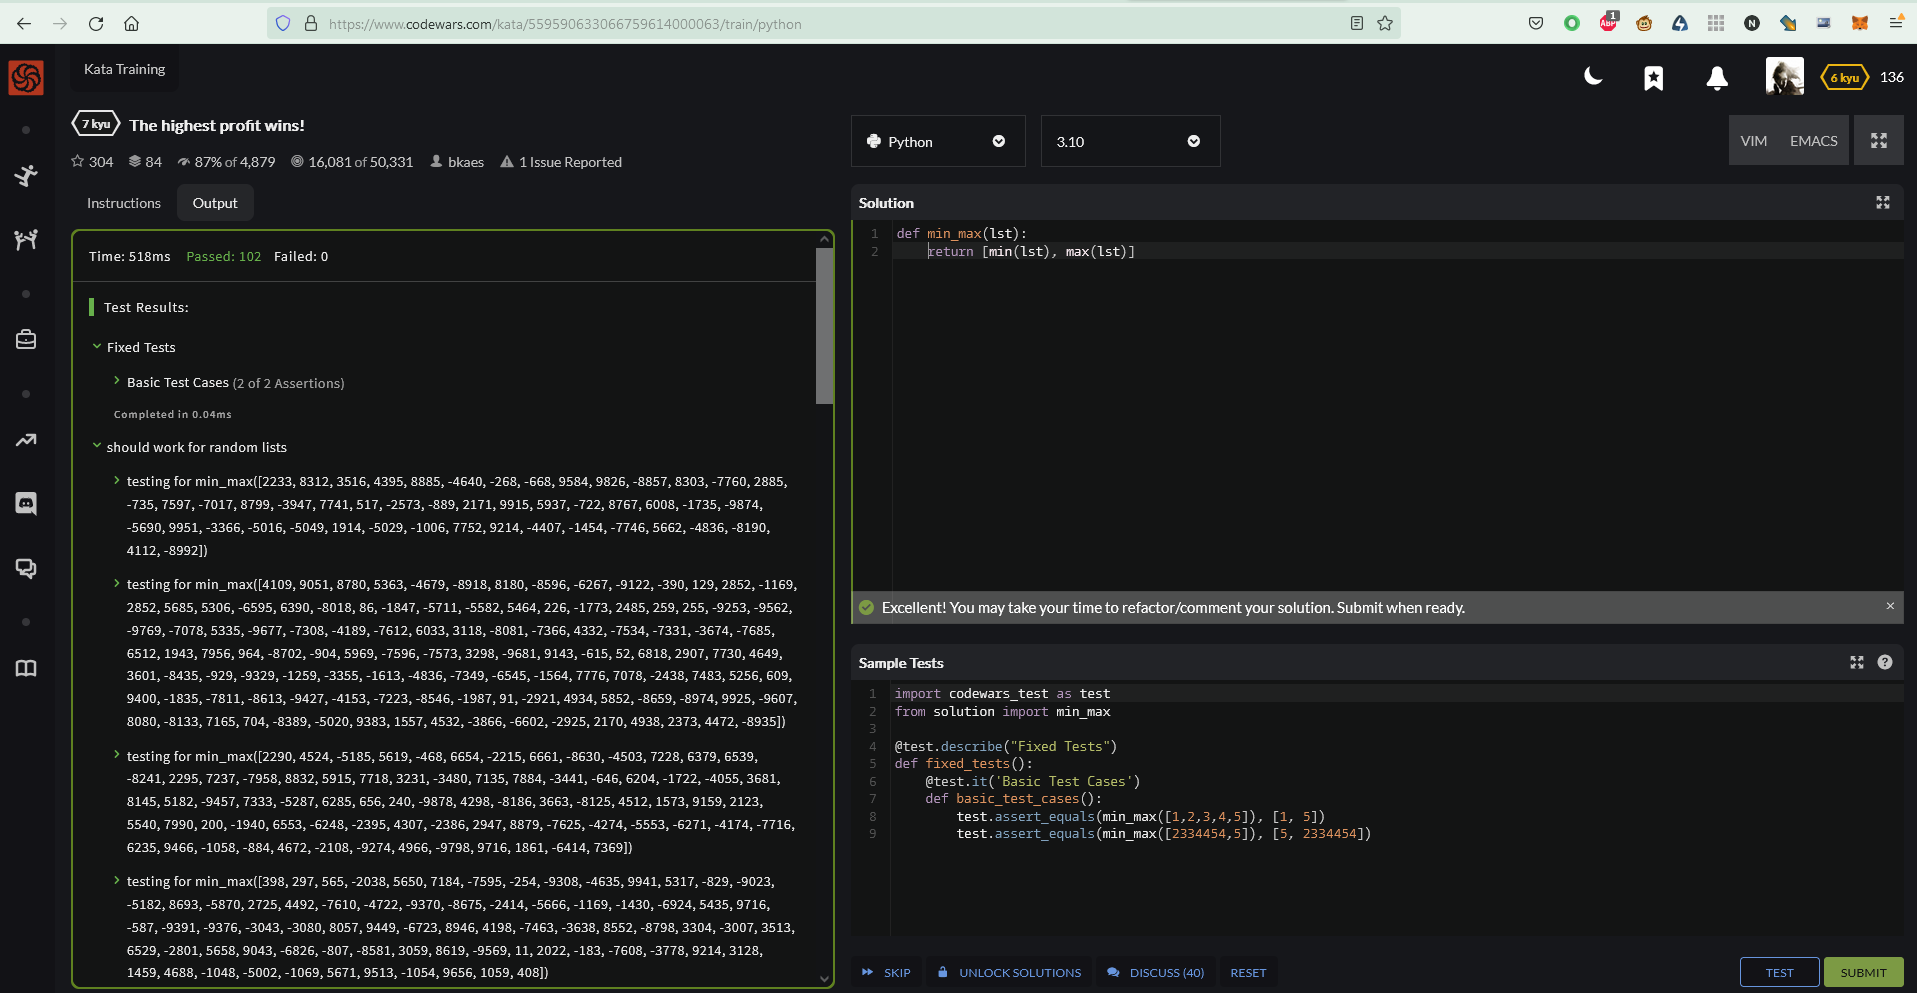 https://www.codewars.com/kata/559590633066759614000063/train/python
1
Kata Training
6 kyu 136
7 kyu The highest profit wins!
304 84 87% of 4,879 16,081 of 50,331 bkaes 1 Issue Reported
Instructions Output
Time: 518ms Passed: 102 Failed: 0
Test Results:
Fixed Tests
Basic Test Cases (2 of 2 Assertions)
Completed in 0.04ms
should work for random lists
testing for min_max([2233, 8312, 3516, 4395, 8885, -4640, -268, -668, 9584, 9826, -8857, 8303, -7760, 2885,
-735, 7597, -7017, 8799, -3947, 7741, 517, -2573, -889, 2171, 9915, 5937, -722, 8767, 6008, -1735, -9874,
-5690, 9951, -3366, -5016, -5049, 1914, -5029, -1006, 7752, 9214, -4407, -1454, -7746, 5662, -4836, -8190,
4112, -8992])
testing for min_max([4109, 9051, 8780, 5363, -4679, -8918, 8180, -8596, -6267, -9122, -390, 129, 2852, -1169,
2852, 5685, 5306, -6595, 6390, -8018, 86, -1847, -5711, -5582, 5464, 226, -1773, 2485, 259, 255, -9253, -9562,
-9769, -7078, 5335, -9677, -7308, -4189, -7612, 6033, 3118, -8081, -7366, 4332, -7534, -7331, -3674, -7685,
6512, 1943, 7956, 964, -8702, -904, 5969, -7596, -7573, 3298, -9681, 9143, -615, 52, 6818, 2907, 7730, 4649,
3601, -8435, -929, -9329, -1259, -3355, -1613, -4836, -7349, -6545, -1564, 7776, 7078, -2438, 7483, 5256, 609,
9400, -1835, -7811, -8613, -9427, -4153, -7223, -8546, -1987, 91, -2921, 4934, 5852, -8659, -8974, 9925, -9607,
8080, -8133, 7165, 704, -8389, -5020, 9383, 1557, 4532, -3866, -6602, -2925, 2170, 4938, 2373, 4472, -8935])
testing for min_max([2290, 4524, -5185, 5619, -468, 6654, -2215, 6661, -8630, -4503, 7228, 6379, 6539,
-8241, 2295, 7237, -7958, 8832, 5915, 7718, 3231, -3480, 7135, 7884, -3441, -646, 6204, -1722, -4055, 3681,
8145, 5182, -9457, 7333, -5287, 6285, 656, 240, -9878, 4298, -8186, 3663, -8125, 4512, 1573, 9159, 2123,
5540, 7990, 200, -1940, 6553, -6248, -2395, 4307, -2386, 2947, 8879, -7625, -4274, -5553, -6271, -4174, -7716,
6235, 9466, -1058, -884, 4672, -2108, -9274, 4966, -9798, 9716, 1861, -6414, 7369])
testing for min_max([398, 297, 565, -2038, 5650, 7184, -7595, -254, -9308, -4635, 9941, 5317, -829, -9023,
-5182, 8693, -5870, 2725, 4492, -7610, -4722, -9370, -8675, -2414, -5666, -1169, -1430, -6924, 5435, 9716,
-587, -9391, -9376, -3043, -3080, 8057, 9449, -6723, 8946, 4198, -7463, -3638, 8552, -8798, 3304, -3007, 3513,
6529, -2801, 5658, 9043, -6826, -807, -8581, 3059, 8619, -9569, 11, 2022, -183, -7608, -3778, 9214, 3128,
1459, 4688, -1048, -5002, -1069, 5671, 9513, -1054, 9656, 1059, 408])
Python 3.10 VIM EMACS
Solution
1 def min_max(lst):
2 return [min(lst), max(lst)]
Excellent! You may take your time to refactor/comment your solution. Submit when ready. ×
Sample Tests
1 import codewars_test as test
2 from solution import min_max
3
4 @test.describe("Fixed Tests")
5 def fixed_tests():
6 @test.it('Basic Test Cases')
7 def basic_test_cases():
8 test.assert_equals(min_max([1,2,3,4,5]), [1, 5])
9 test.assert_equals(min_max([2334454,5]), [5, 2334454])
SKIP UNLOCK SOLUTIONS DISCUSS (40) RESET TEST SUBMIT